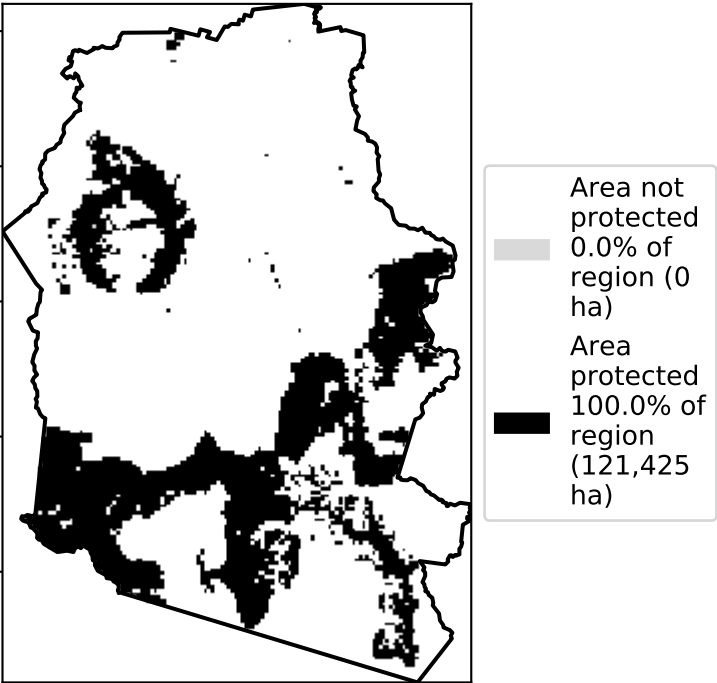 Area not
protected
0.0% of
region (0
ha)
Area
protected
100.0% of
region
(121,425
ha)